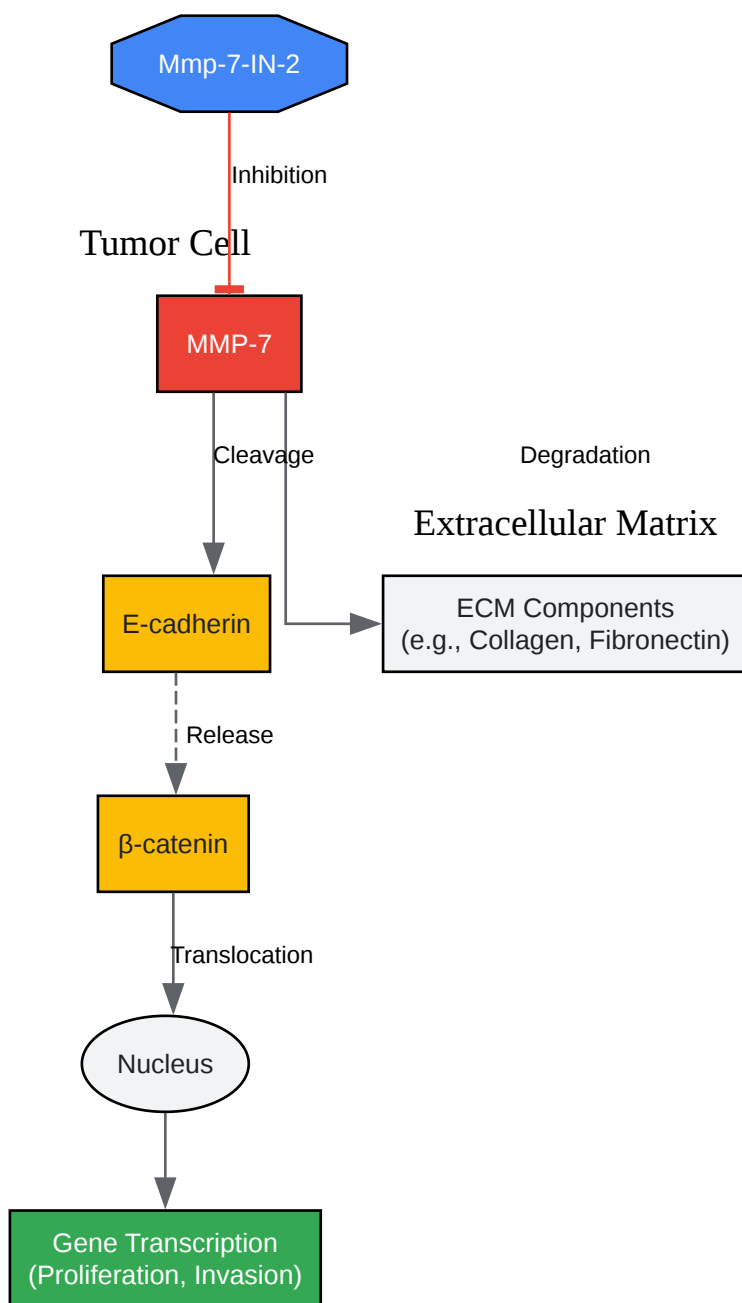 Mmp-7-IN-2
Inhibition
Tumor Cell
MMP-7
Cleavage
Degradation
Extracellular Matrix
E-cadherin
ECM Components
(e.g., Collagen, Fibronectin)
Release
β-catenin
Translocation
Nucleus
Gene Transcription
(Proliferation, Invasion)